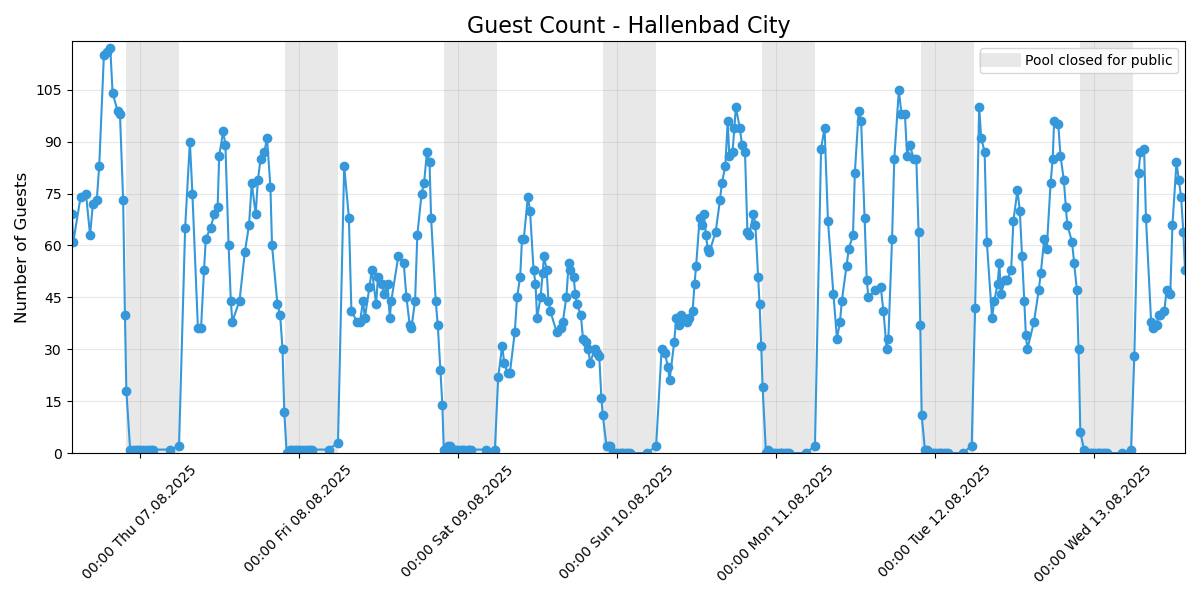 Guest Count - Hallenbad City
Pool closed for public
Number of Guests
105
90
75
60
45
30
15
0
00:00 Thu 07.08.2025
00:00 Fri 08.08.2025
00:00 Sat 09.08.2025
00:00 Sun 10.08.2025
00:00 Mon 11.08.2025
00:00 Tue 12.08.2025
00:00 Wed 13.08.2025